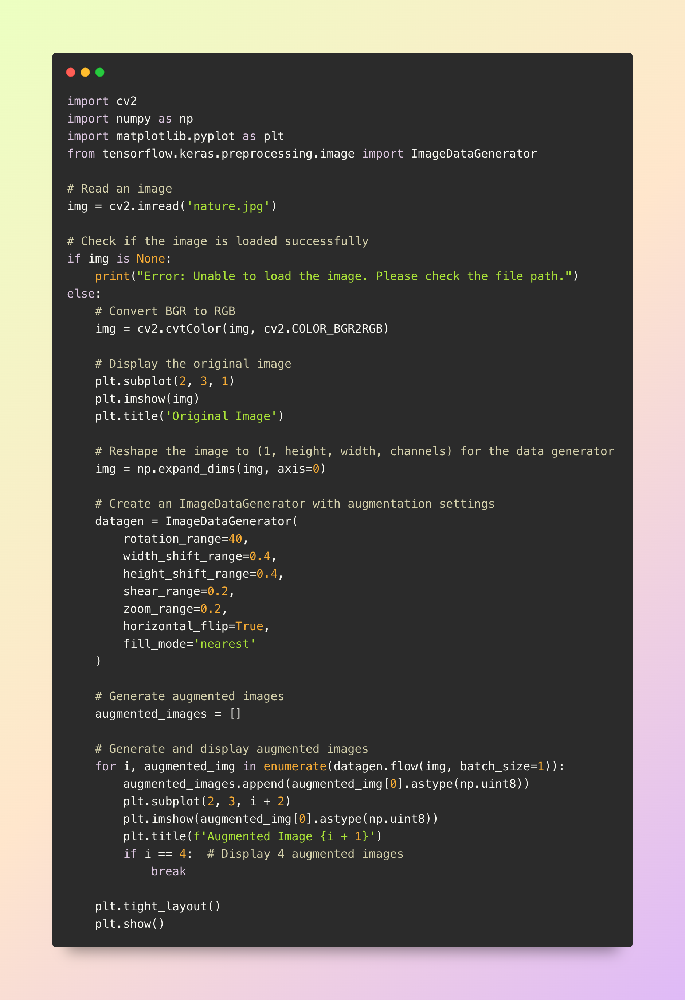 import cv2
import numpy as np
import matplotlib.pyplot as plt
from tensorflow.keras.preprocessing.image import ImageDataGenerator

# Read an image
img = cv2.imread('nature.jpg')

# Check if the image is loaded successfully
if img is None:
    print("Error: Unable to load the image. Please check the file path.")
else:
    # Convert BGR to RGB
    img = cv2.cvtColor(img, cv2.COLOR_BGR2RGB)

    # Display the original image
    plt.subplot(2, 3, 1)
    plt.imshow(img)
    plt.title('Original Image')

    # Reshape the image to (1, height, width, channels) for the data generator
    img = np.expand_dims(img, axis=0)

    # Create an ImageDataGenerator with augmentation settings
    datagen = ImageDataGenerator(
        rotation_range=40,
        width_shift_range=0.4,
        height_shift_range=0.4,
        shear_range=0.2,
        zoom_range=0.2,
        horizontal_flip=True,
        fill_mode='nearest'
    )

    # Generate augmented images
    augmented_images = []

    # Generate and display augmented images
    for i, augmented_img in enumerate(datagen.flow(img, batch_size=1)):
        augmented_images.append(augmented_img[0].astype(np.uint8))
        plt.subplot(2, 3, i + 2)
        plt.imshow(augmented_img[0].astype(np.uint8))
        plt.title(f'Augmented Image {i + 1}')
        if i == 4:  # Display 4 augmented images
            break

    plt.tight_layout()
    plt.show()